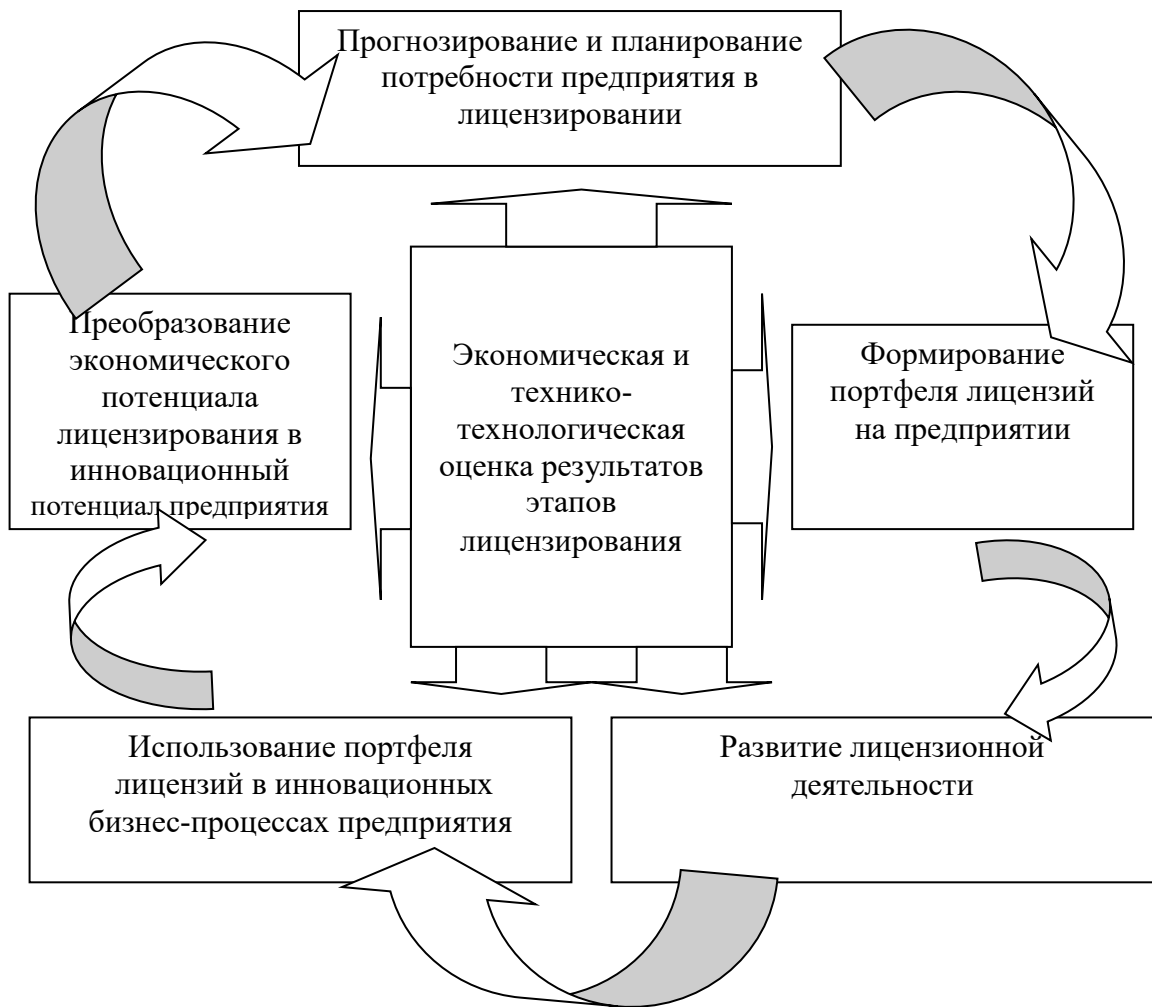 Прогнозирование и планирование
потребности предприятия в
лицензировании
Преобразование
экономического
потенциала
лицензирования в
инновационный
потенциал предприятия
Экономическая и
технико-
технологическая
оценка результатов
этапов
лицензирования
Формирование
портфеля лицензий
на предприятии
Использование портфеля
лицензий в инновационных
бизнес-процессах предприятия
Развитие лицензионной
деятельности